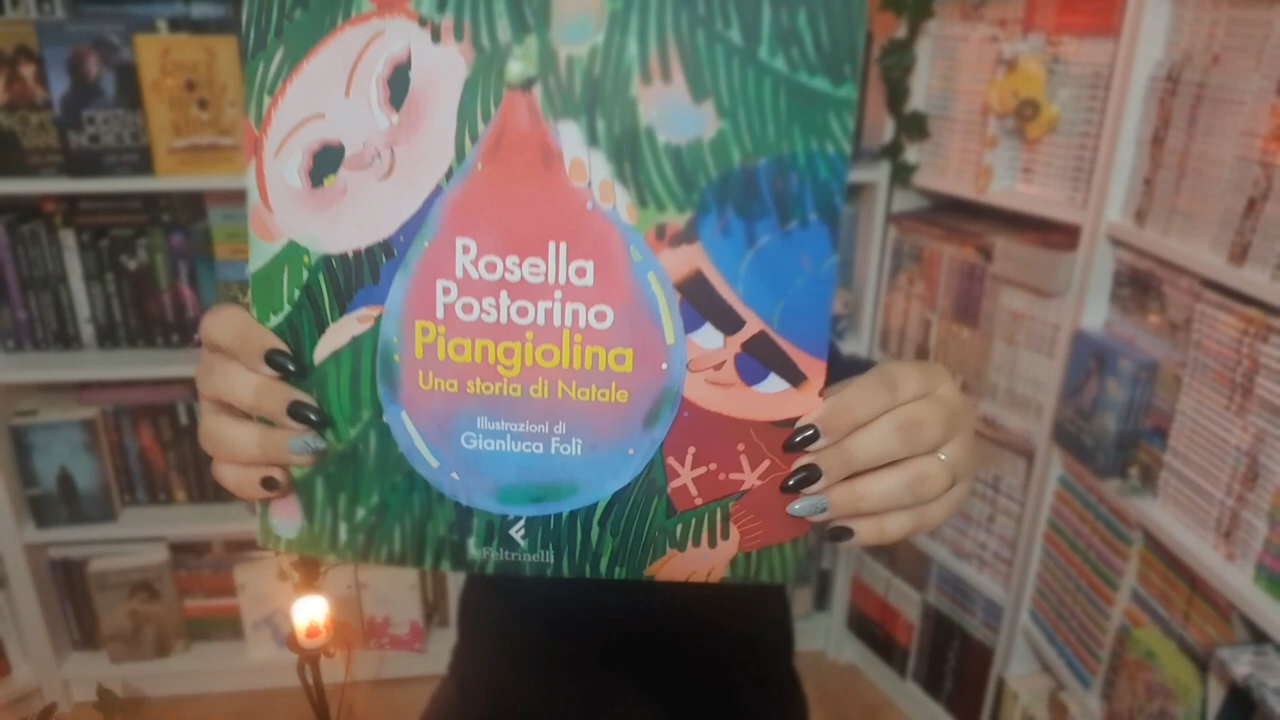 Rosella
Postorino
Piangiolina
Una storia di Natale
Illustrazioni di
Gianluca Folì
Feltrinelli